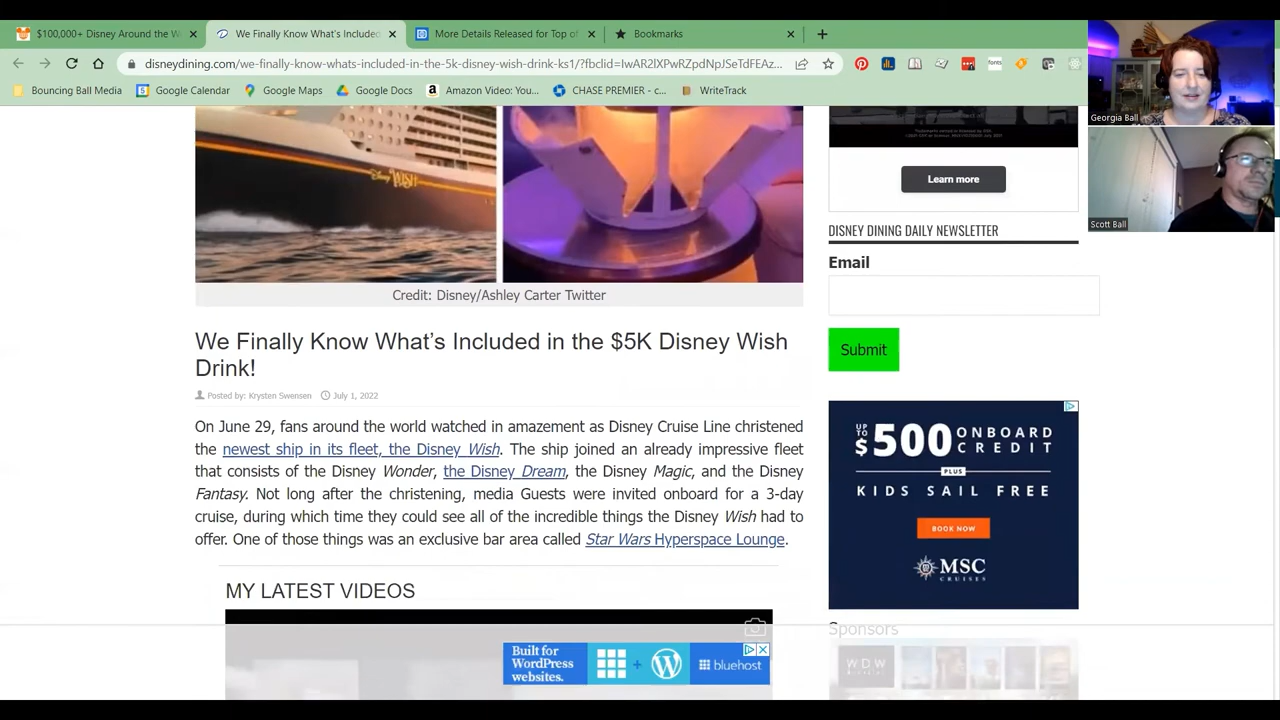 $100,000+ Disney Around the W
We Finally Know What's Included
More Details Released for Top of
Bookmarks
disneydining.com/we-finally-know-whats-included-in-the-5k-disney-wish-drink-ks1/?fbclid=IwAR2lXPwRZpdNpJSeTdFEAz...
Bouncing Ball Media
Google Calendar
Google Maps
Google Docs
Amazon Video: You...
CHASE PREMIER - c...
WriteTrack
Georgia Ball
Scott Ball
Disney WISH
Credit: Disney/Ashley Carter Twitter
We Finally Know What's Included in the $5K Disney Wish
Drink!
Posted by: Krysten Swensen July 1, 2022
On June 29, fans around the world watched in amazement as Disney Cruise Line christened
the newest ship in its fleet, the Disney Wish. The ship joined an already impressive fleet
that consists of the Disney Wonder, the Disney Dream, the Disney Magic, and the Disney
Fantasy. Not long after the christening, media Guests were invited onboard for a 3-day
cruise, during which time they could see all of the incredible things the Disney Wish had to
offer. One of those things was an exclusive bar area called Star Wars Hyperspace Lounge.
MY LATEST VIDEOS
Built for
WordPress
websites.
+
bluehost
Learn more
DISNEY DINING DAILY NEWSLETTER
Email
Submit
UP TO $500 ONBOARD
CREDIT
PLUS
KIDS SAIL FREE
BOOK NOW
MSC
CRUISES
Sponsors
WDW